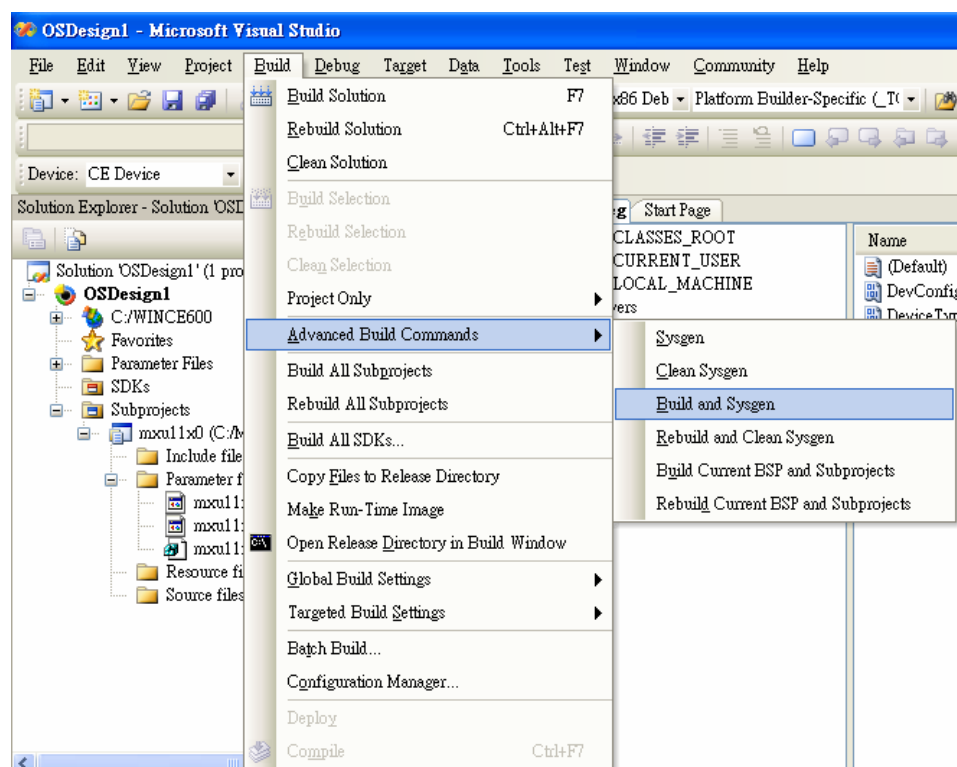 OSDesign1 - Microsoft Visual Studio
File Edit View Project Build Debug Target Data Tools Test Window Community Help
x86 Deb Platform Builder-Specific (_T
Device: CE Device
Solution Explorer - Solution 'OSD
g Start Page
Solution 'OSDesign1' (1 pro
OSDesign1
C:/WINCE600
Favorites
Parameter Files
SDKs
Subprojects
mxu11x0 (C:/
Include file
Parameter f
mxu11
mxu11
mxu11
Resource fi
Source files
Build Solution F7
Rebuild Solution Ctrl+Alt+F7
Clean Solution
Build Selection
Rebuild Selection
Clean Selection
Project Only
Advanced Build Commands
Build All Subprojects
Rebuild All Subprojects
Build All SDKs...
Copy Files to Release Directory
Make Run-Time Image
Open Release Directory in Build Window
Global Build Settings
Targeted Build Settings
Batch Build...
Configuration Manager...
Deploy
Compile Ctrl+F7
Sysgen
Clean Sysgen
Build and Sysgen
Rebuild and Clean Sysgen
Build Current BSP and Subprojects
Rebuild Current BSP and Subprojects
CLASSES_ROOT
CURRENT_USER
LOCAL_MACHINE
vers
Name
(Default)
DevConfig
DeviceTyp